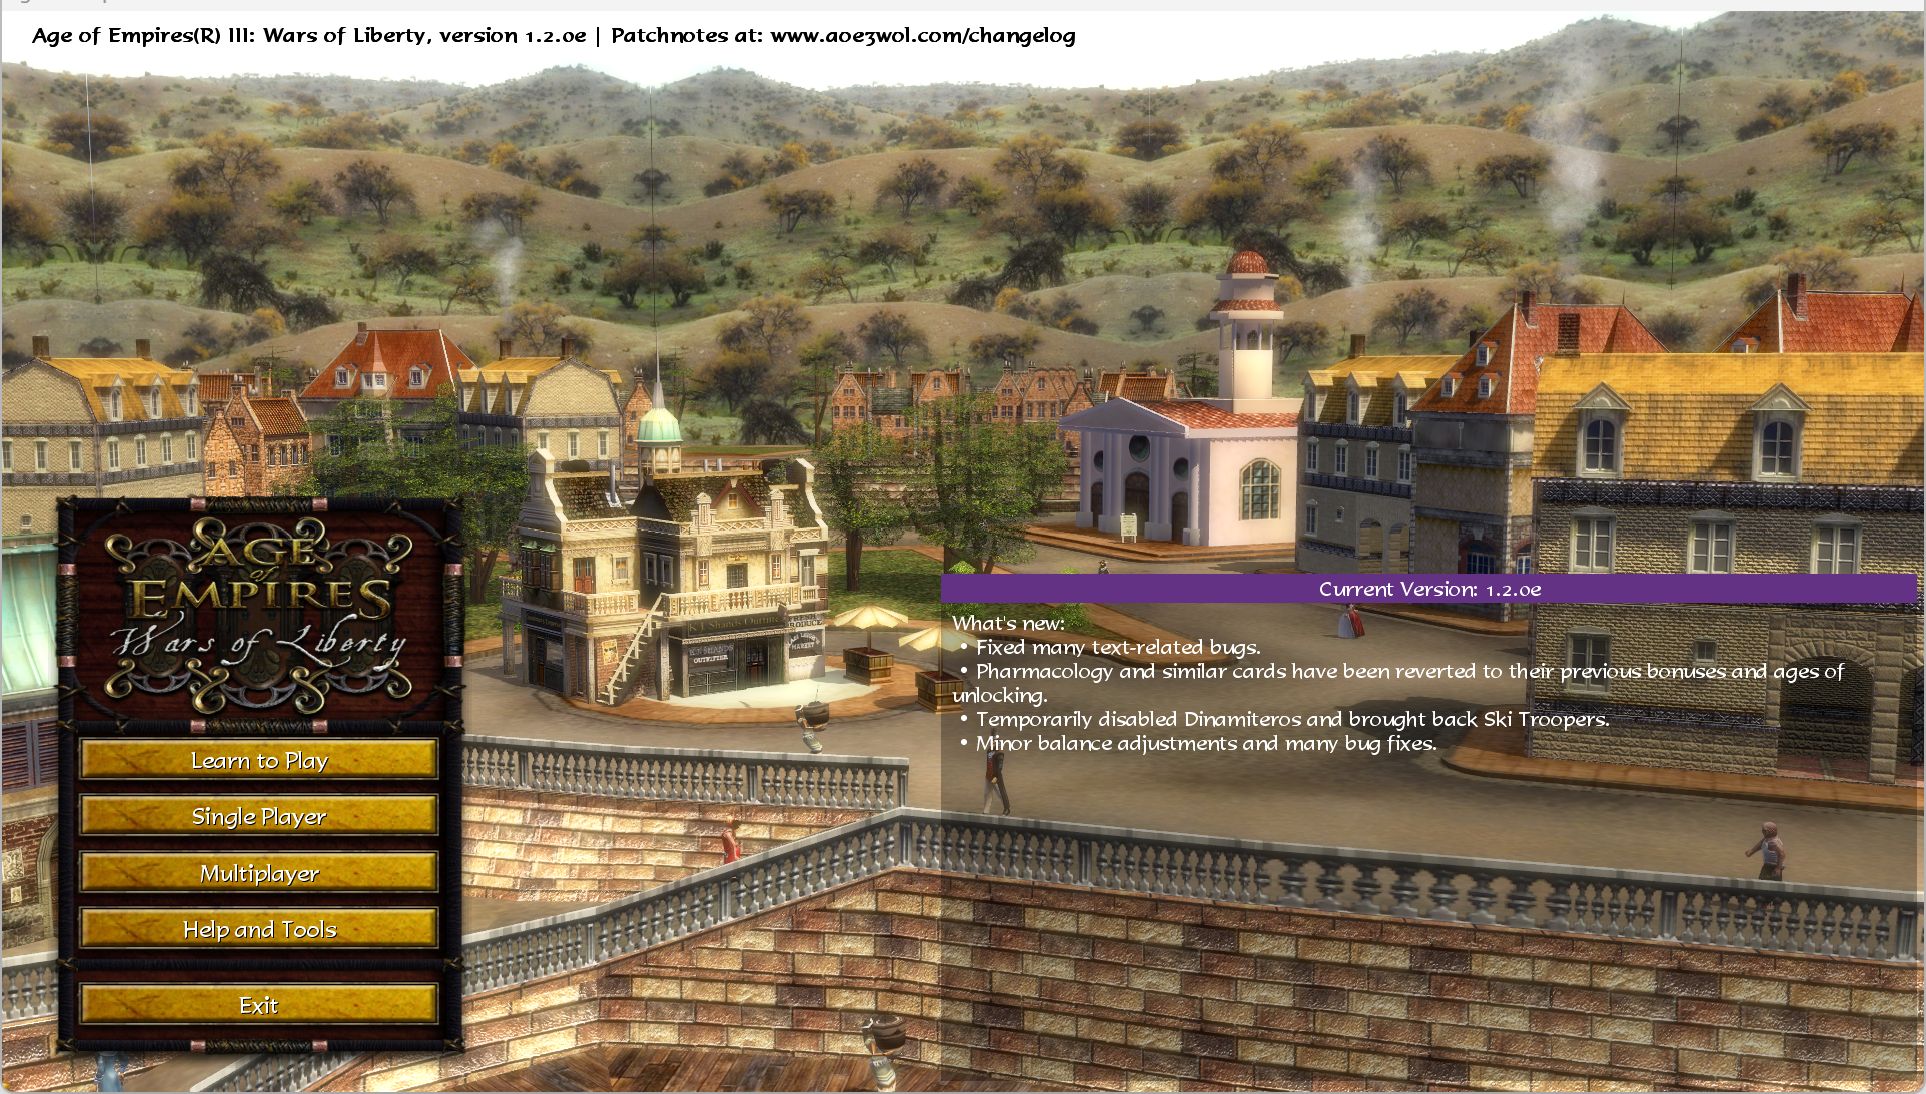 Age of Empires(R) III: Wars of Liberty, version 1.2.0e | Patchnotes at: www.aoe3wol.com/changelog
AGE
of
EMPIRES
Wars of Liberty
Learn to Play
Single Player
Multiplayer
Help and Tools
Exit
OUTFITTER
PRODUCE
MARKET
Current Version: 1.2.0e
What's new:
• Fixed many text-related bugs.
• Pharmacology and similar cards have been reverted to their previous bonuses and ages of
unlocking.
• Temporarily disabled Dinamiteros and brought back Ski Troopers.
• Minor balance adjustments and many bug fixes.